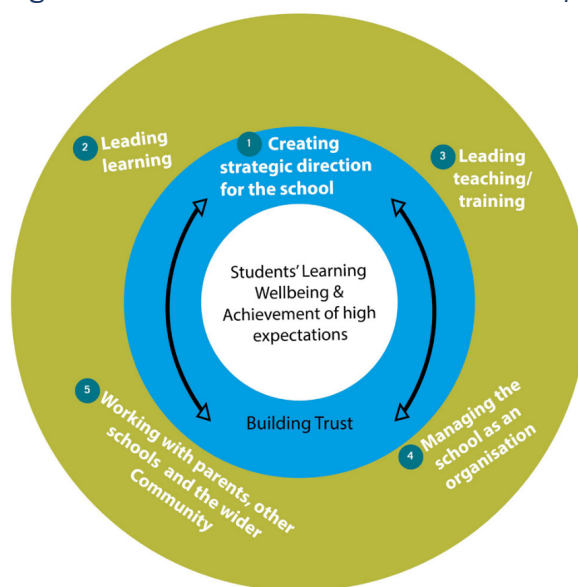 1 Creating
strategic direction
for the school
2 Leading
learning
3 Leading
teaching/
training
Students' Learning
Wellbeing &
Achievement of high
expectations
Building Trust
4 Managing the
school as an
organisation
5 Working with parents, other
schools and the wider
Community